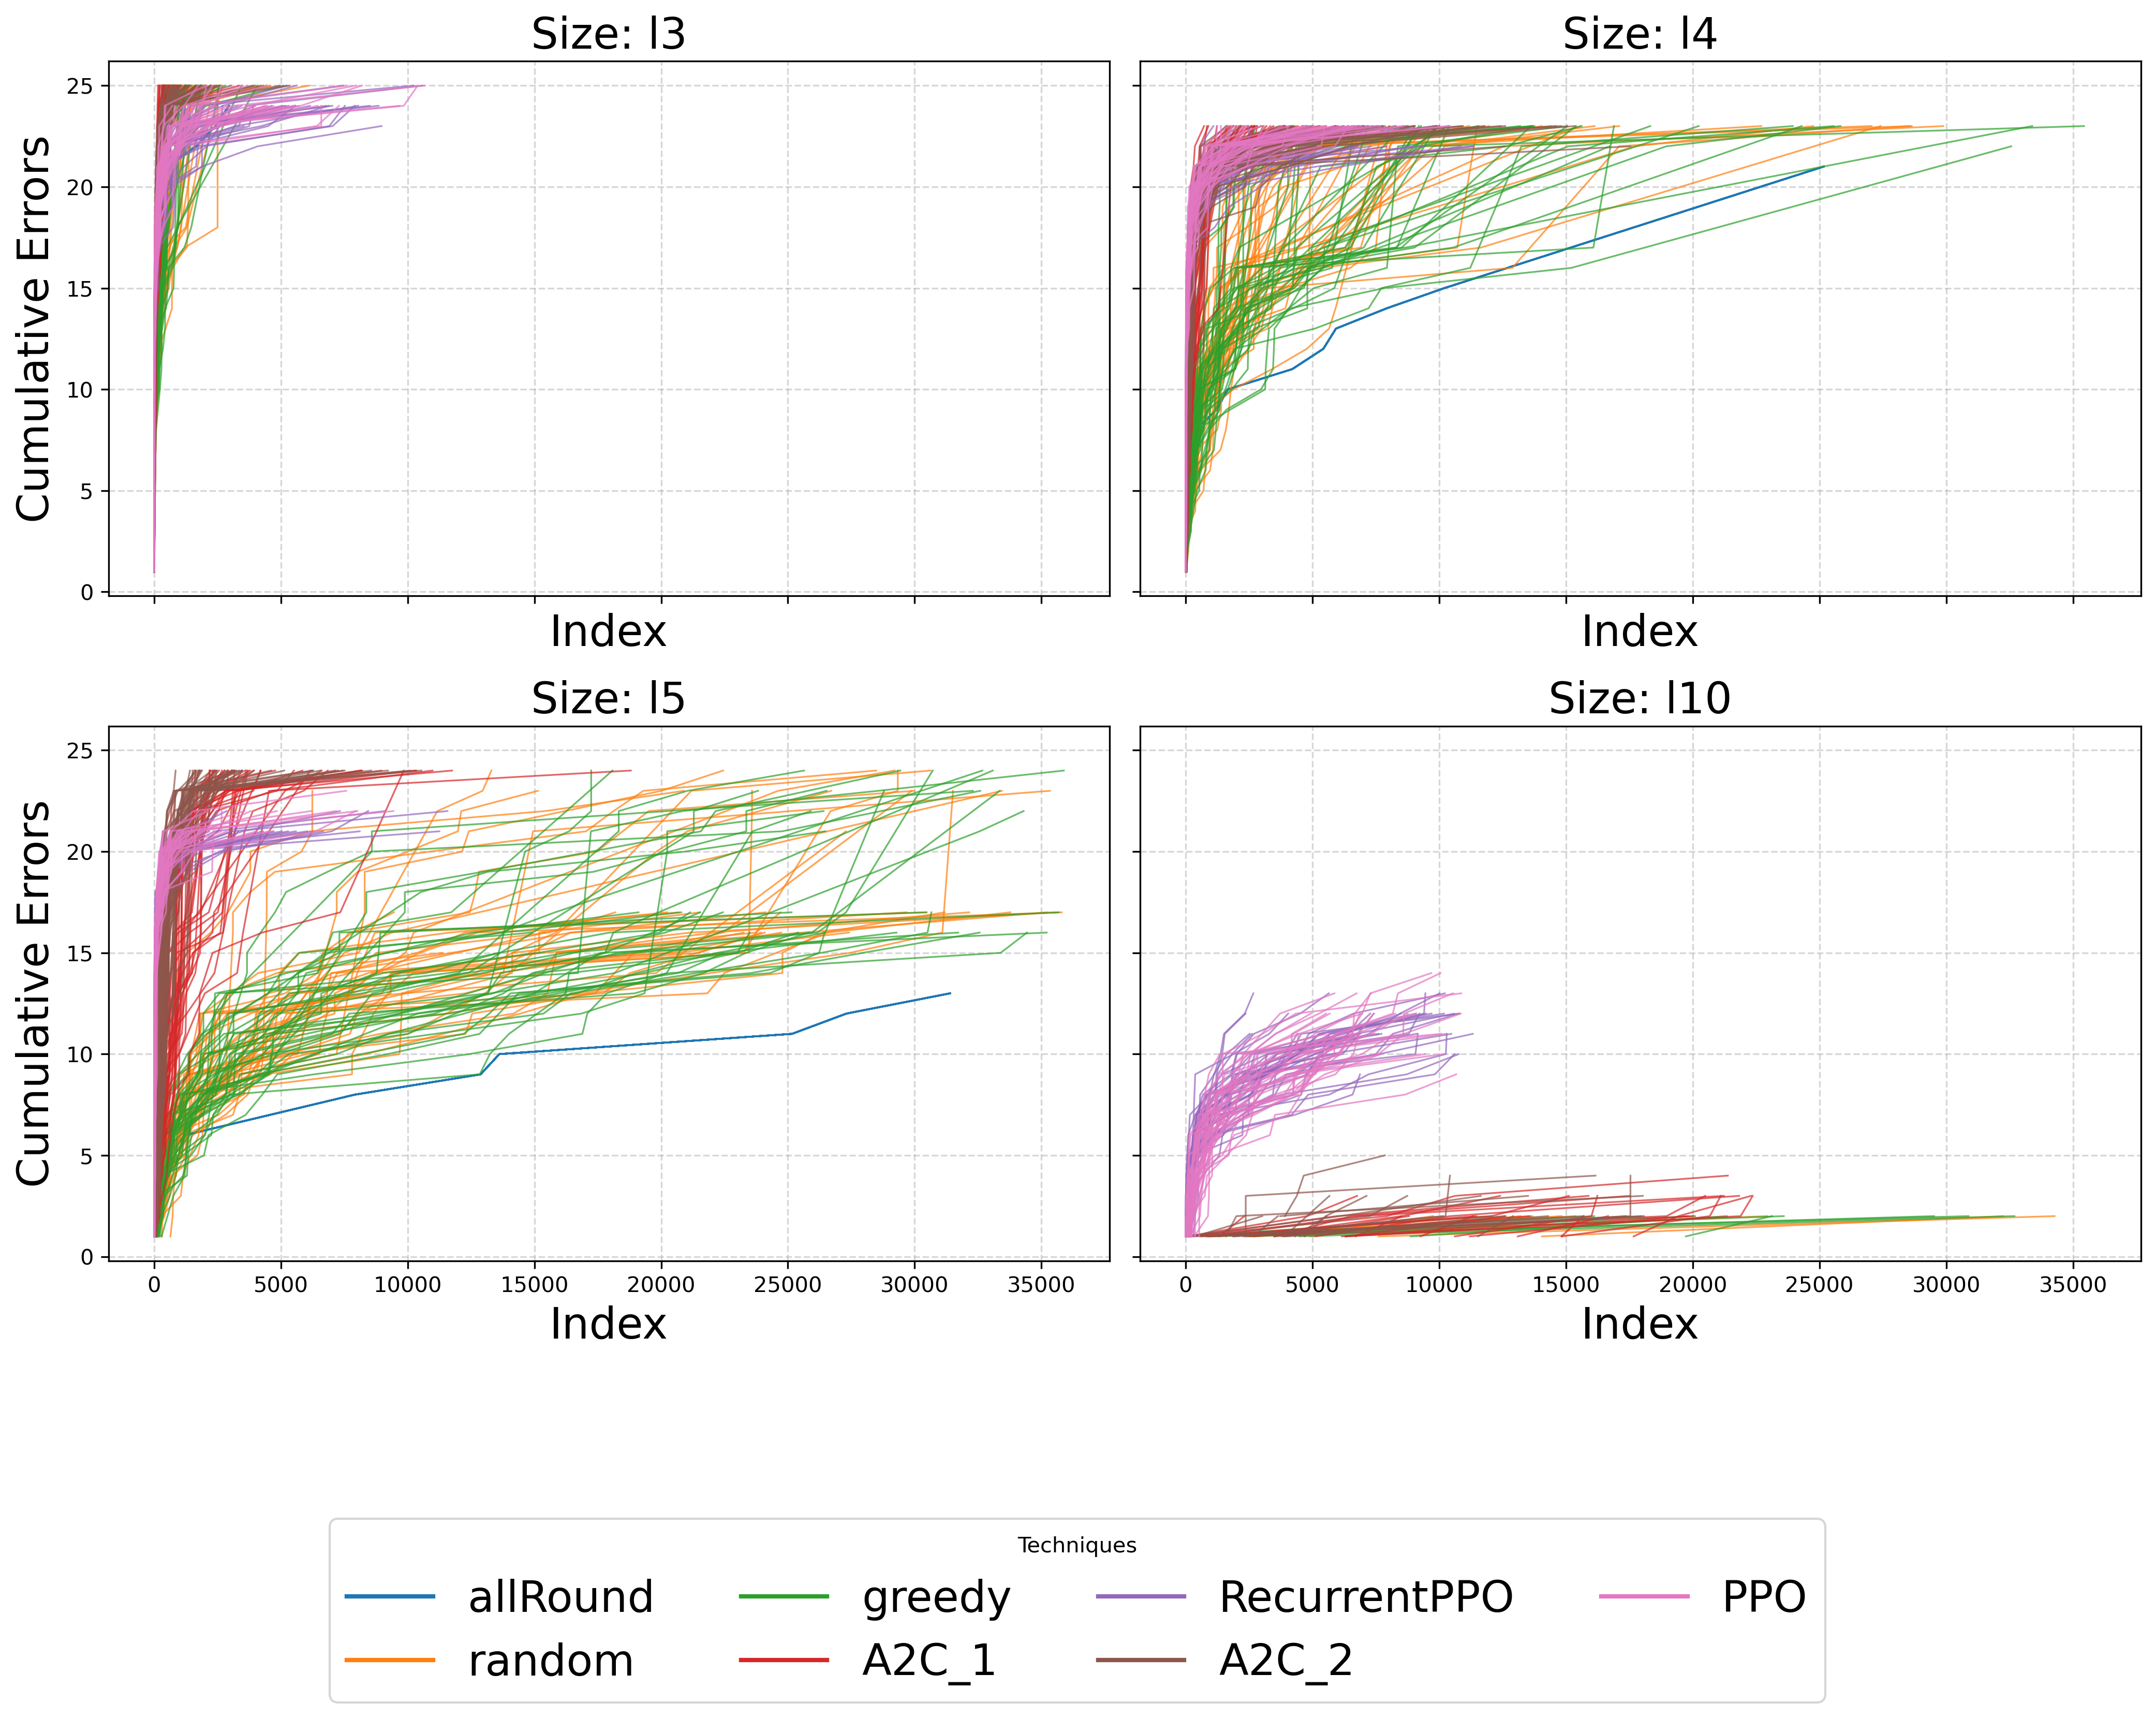 Size: l3
Size: l4
Cumulative Errors
25
20
15
10
5
0
Index
Index
Size: l5
Size: l10
Cumulative Errors
25
20
15
10
5
0
0 5000 10000 15000 20000 25000 30000 35000
0 5000 10000 15000 20000 25000 30000 35000
Index
Index
Techniques
allRound greedy RecurrentPPO PPO
random A2C_1 A2C_2